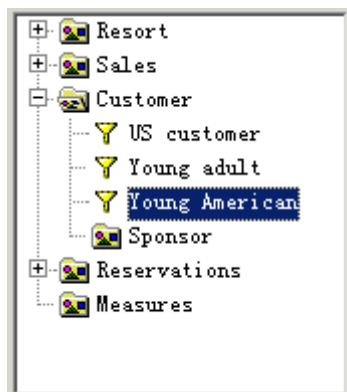 Resort
Sales
Customer
US customer
Young adult
Young American
Sponsor
Reservations
Measures